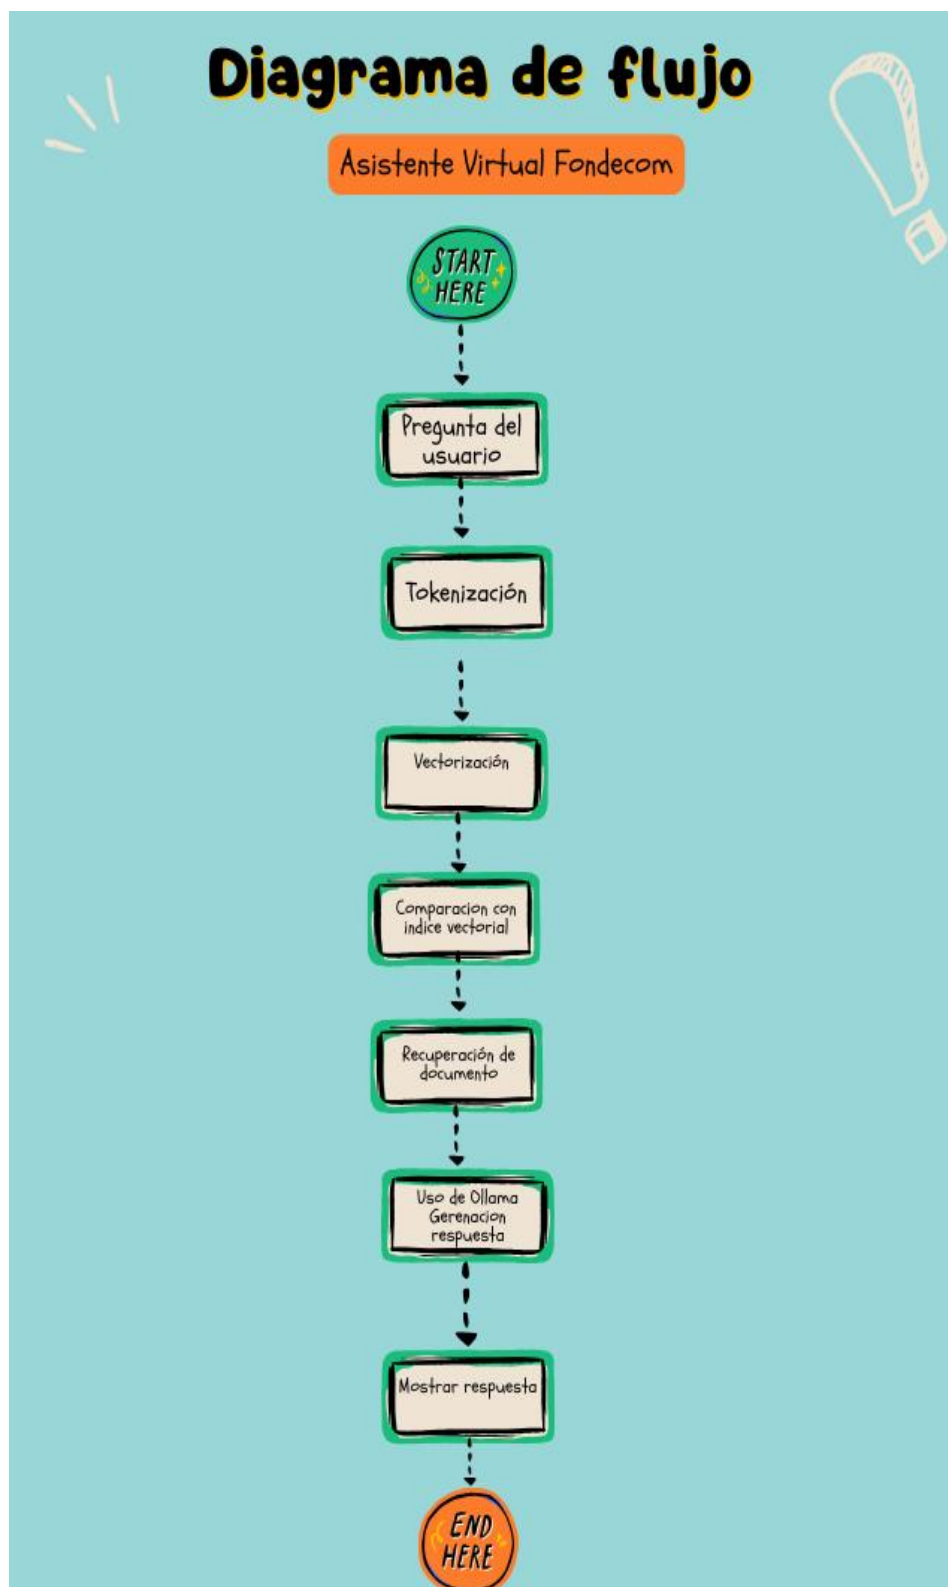 Diagrama de flujo
Asistente Virtual Fondecom
START
HERE
Pregunta del
usuario
Tokenización
Vectorización
Comparacion con
indice vectorial
Recuperación de
documento
Uso de Ollama
Gerenacion
respuesta
Mostrar respuesta
END
HERE